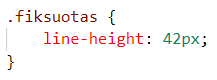 .fiksuotas {
    line-height: 42px;
}